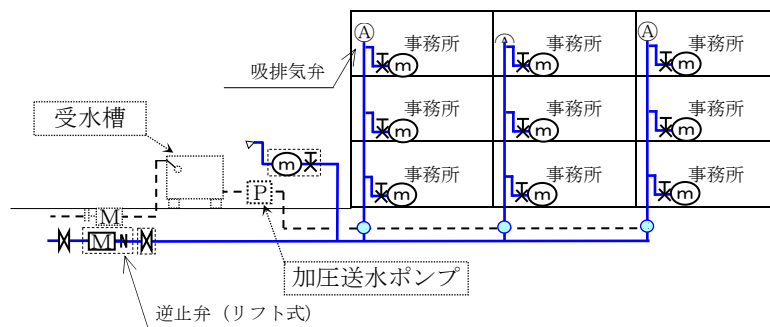 Ⓐ Ⓐ Ⓐ
事務所 事務所 事務所
m m m
吸排気弁
事務所 事務所 事務所
m m m
受水槽
m
事務所 事務所 事務所
P
m m m
M
M
加圧送水ポンプ
逆止弁（リフト式）